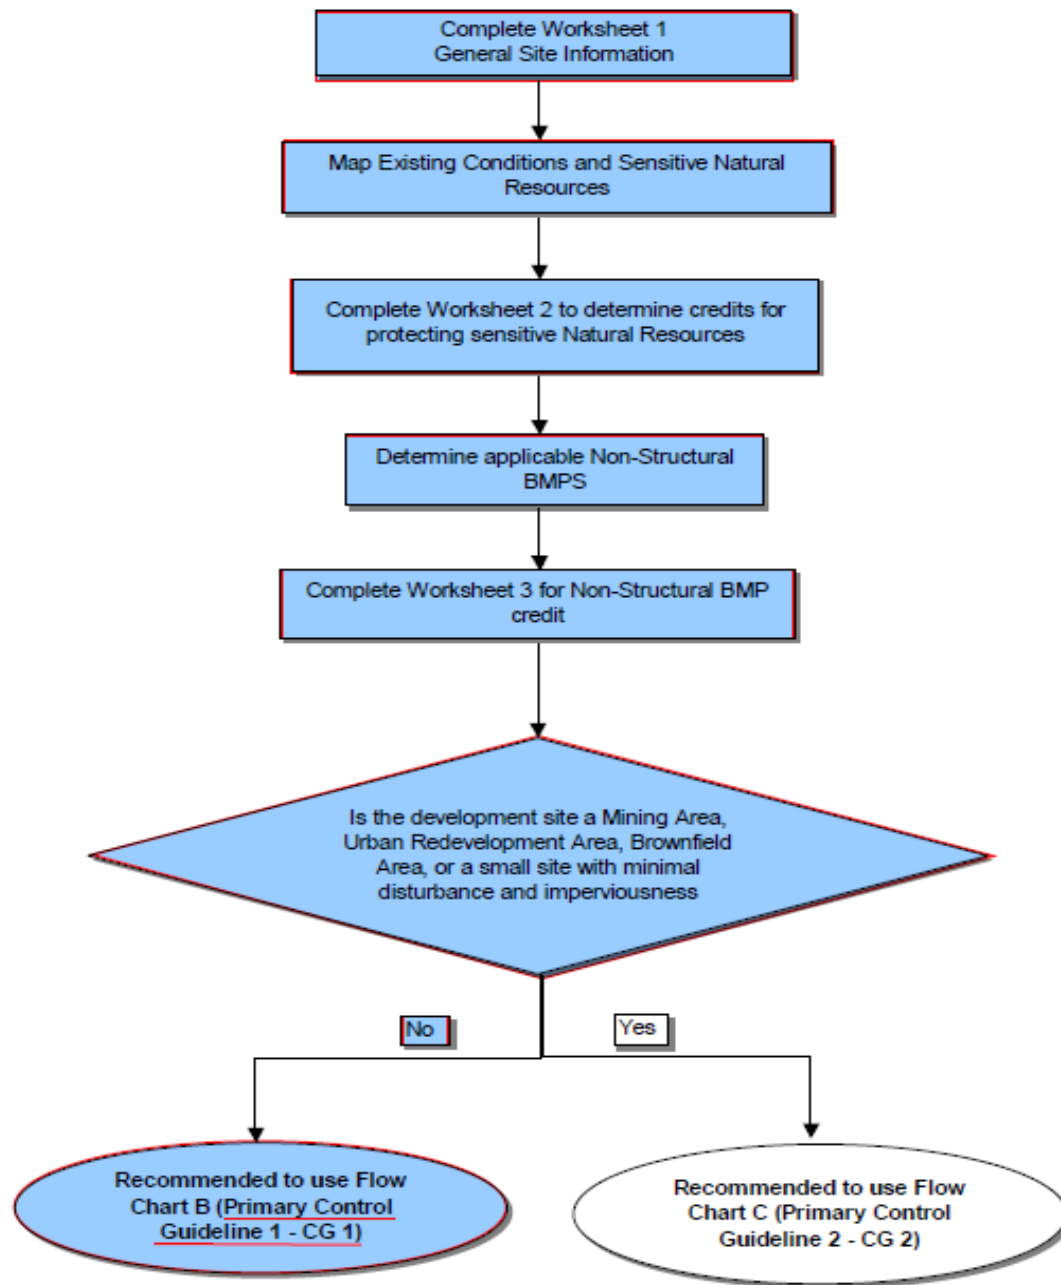 Complete Worksheet 1
General Site Information
Map Existing Conditions and Sensitive Natural
Resources
Complete Worksheet 2 to determine credits for
protecting sensitive Natural Resources
Determine applicable Non-Structural
BMPS
Complete Worksheet 3 for Non-Structural BMP
credit
Is the development site a Mining Area,
Urban Redevelopment Area, Brownfield
Area, or a small site with minimal
disturbance and imperviousness
No
Yes
Recommended to use Flow
Chart B (Primary Control
Guideline 1 - CG 1)
Recommended to use Flow
Chart C (Primary Control
Guideline 2 - CG 2)